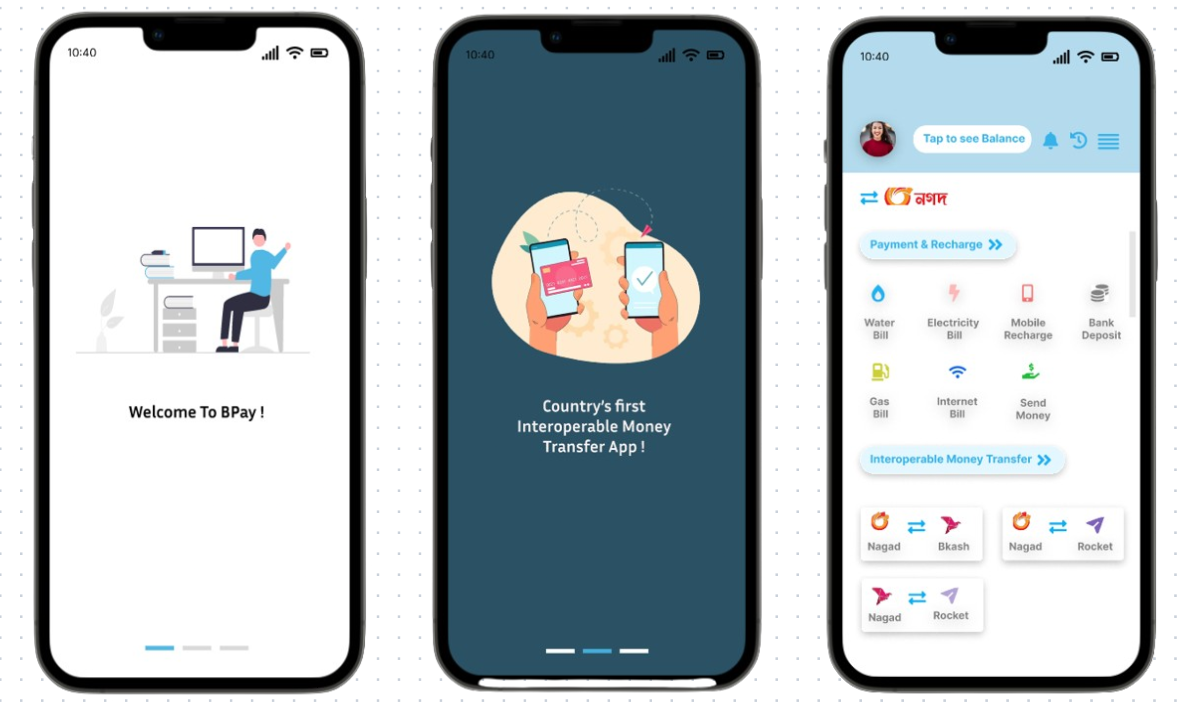 10:40
Welcome To BPay !
10:40
Country's first
Interoperable Money
Transfer App !
10:40
Tap to see Balance
নগদ
Payment & Recharge
Water
Bill
Electricity
Bill
Mobile
Recharge
Bank
Deposit
Gas
Bill
Internet
Bill
Send
Money
Interoperable Money Transfer
Nagad
Bkash
Nagad
Rocket
Nagad
Rocket